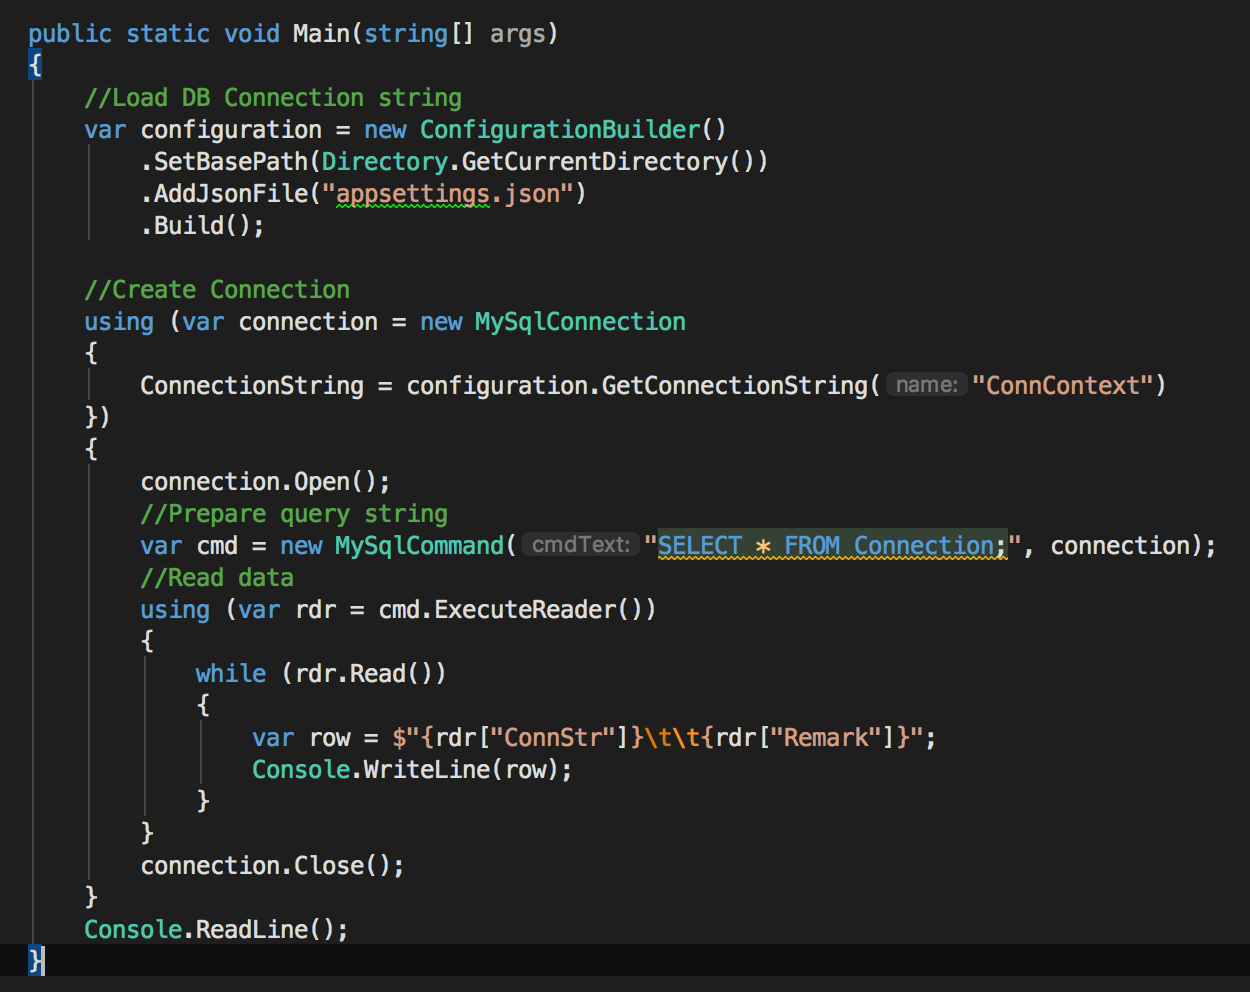 public static void Main(string[] args)
{
    //Load DB Connection string
    var configuration = new ConfigurationBuilder()
        .SetBasePath(Directory.GetCurrentDirectory())
        .AddJsonFile("appsettings.json")
        .Build();

    //Create Connection
    using (var connection = new MySqlConnection
    {
        ConnectionString = configuration.GetConnectionString( name: "ConnContext")
    })
    {
        connection.Open();
        //Prepare query string
        var cmd = new MySqlCommand( cmdText: "SELECT * FROM Connection;", connection);
        //Read data
        using (var rdr = cmd.ExecuteReader())
        {
            while (rdr.Read())
            {
                var row = $"{rdr["ConnStr"]}\t\t{rdr["Remark"]}";
                Console.WriteLine(row);
            }
        }
        connection.Close();
    }
    Console.ReadLine();
}